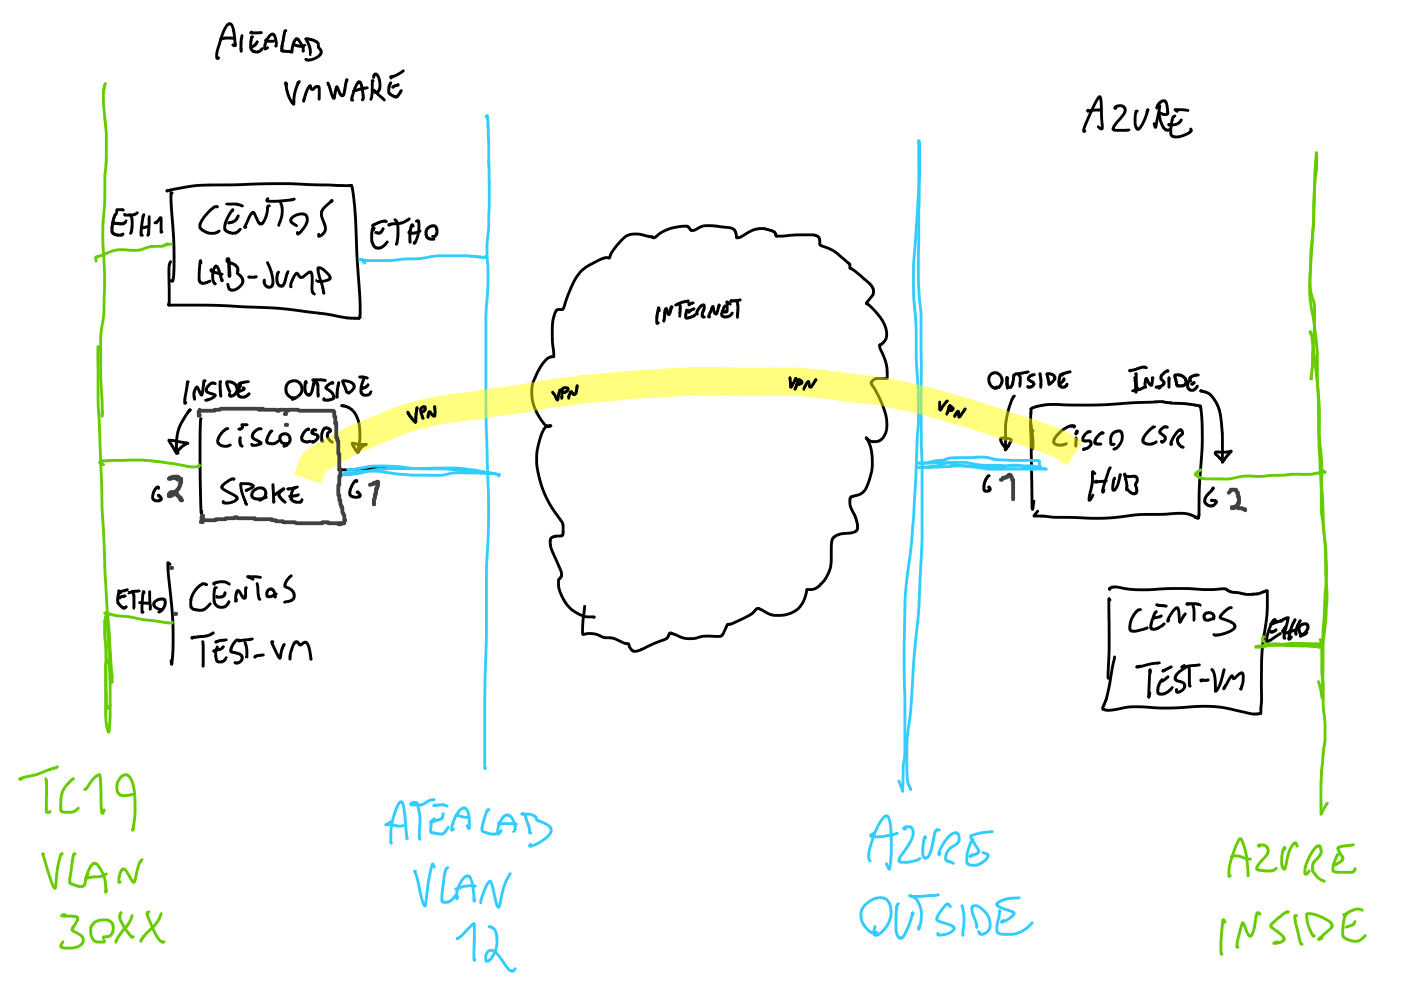 ATEALAB
VMWARE
AZURE
ETH1
CENTOS
LAB-JUMP
ETH0
INTERNET
INSIDE
OUTSIDE
CISCO CSR
SPOKE
G2
G1
VPN
VPN
VPN
VPN
OUTSIDE
INSIDE
CISCO CSR
HUB
G1
G2
ETH0
CENTOS
TEST-VM
CENTOS
TEST-VM
ETH0
TC19
VLAN
30XX
ATEALAB
VLAN
12
AZURE
OUTSIDE
AZURE
INSIDE